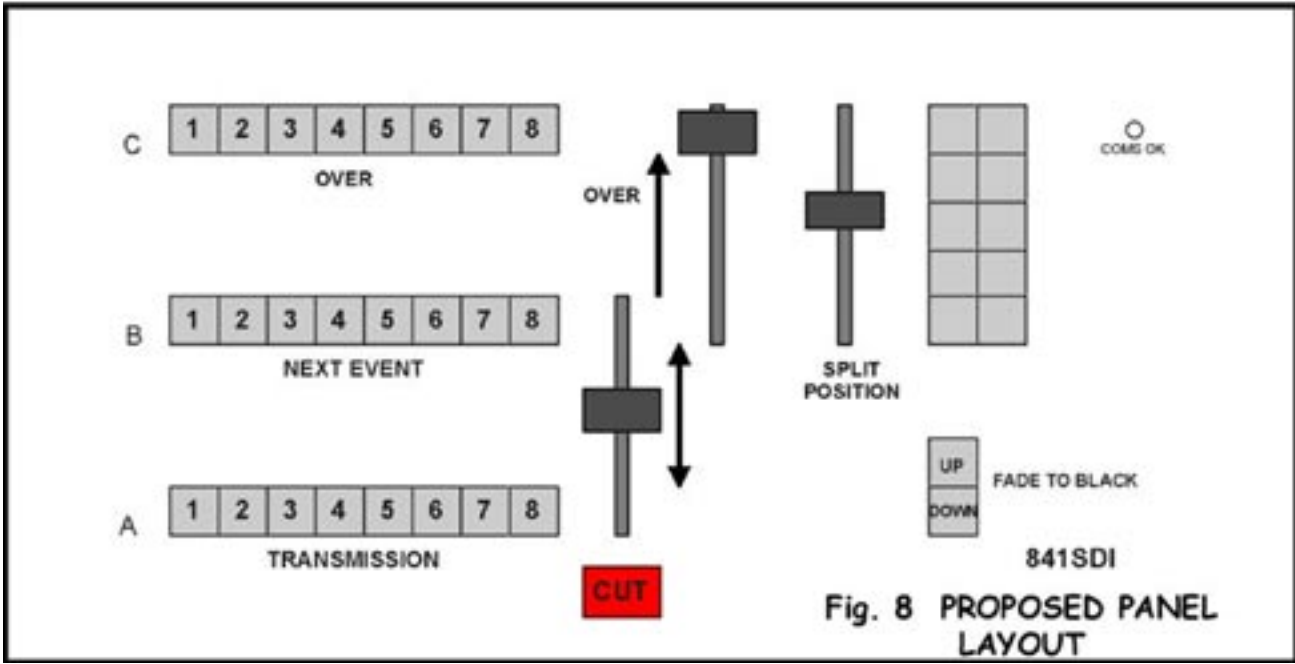 C 1 2 3 4 5 6 7 8
OVER
OVER
COMS OK
B 1 2 3 4 5 6 7 8
NEXT EVENT
SPLIT
POSITION
A 1 2 3 4 5 6 7 8
TRANSMISSION
CUT
UP
DOWN
FADE TO BLACK
841SDI
Fig. 8 PROPOSED PANEL
LAYOUT